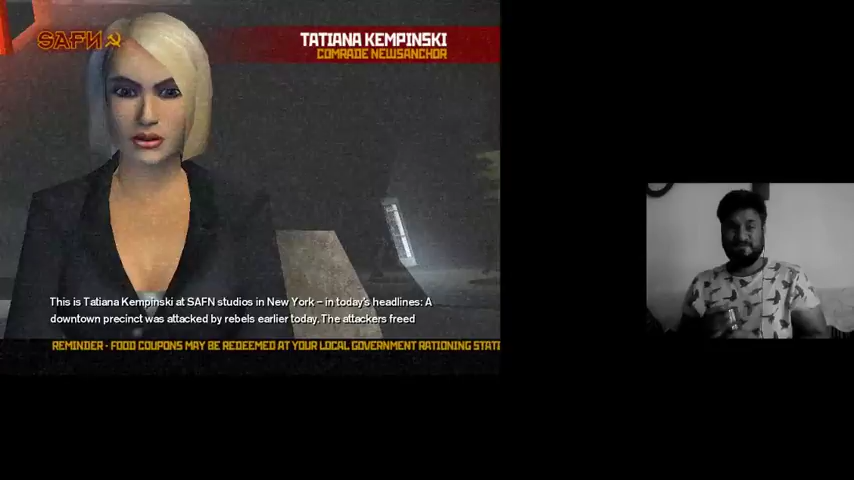 SAFN
TATIANA KEMPINSKI
COMRADE NEWSANCHOR
This is Tatiana Kempinski at SAFN studios in New York – in today's headlines: A
downtown precinct was attacked by rebels earlier today. The attackers freed
REMINDER - FOOD COUPONS MAY BE REDEEMED AT YOUR LOCAL GOVERNMENT RATIONING STATI